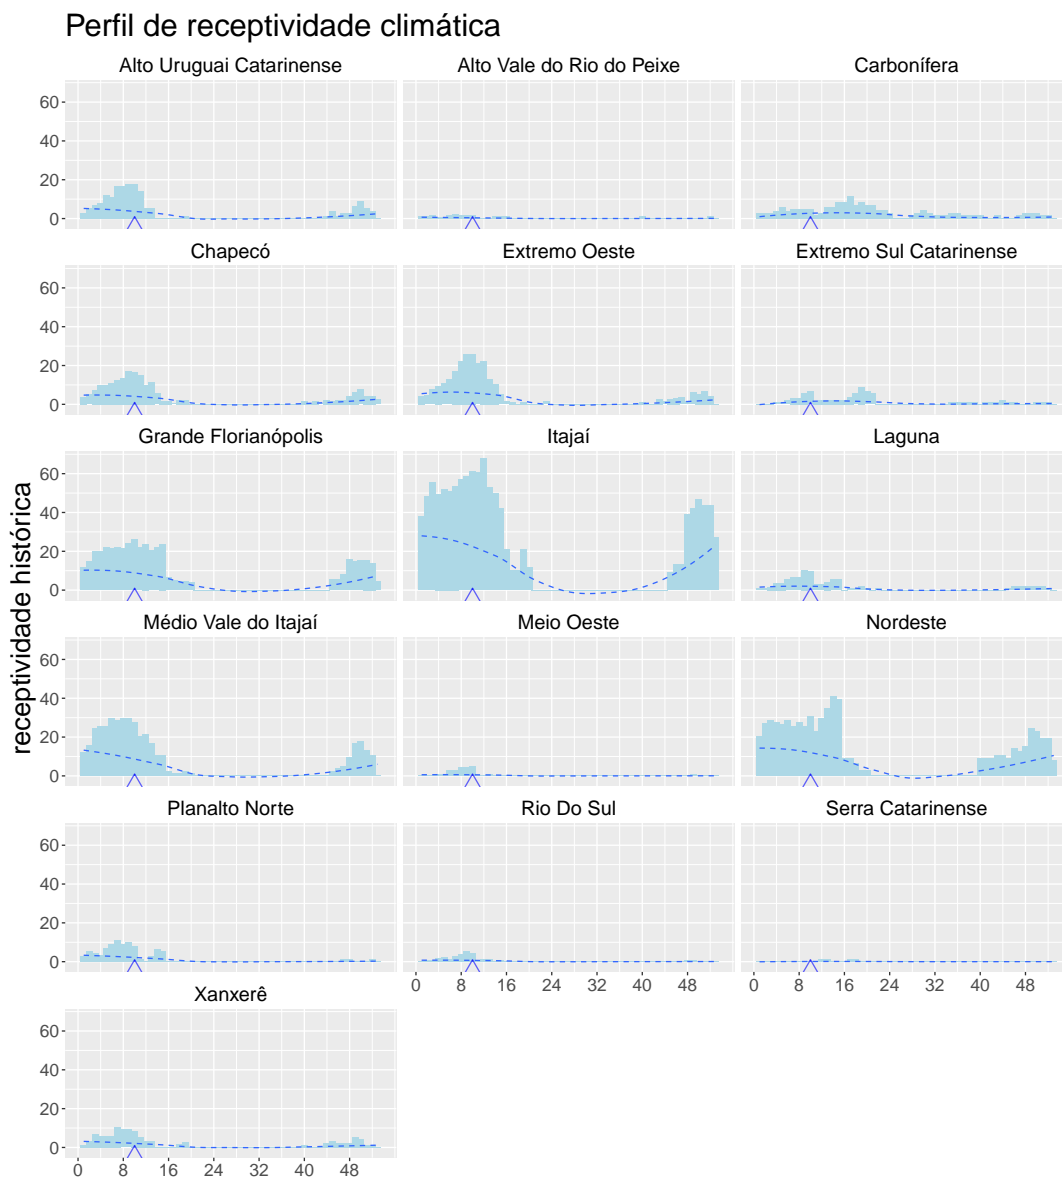 Perfil de receptividade climática
Alto Uruguai Catarinense
Alto Vale do Rio do Peixe
Carbonífera
60
40
20
0
Chapecó
Extremo Oeste
Extremo Sul Catarinense
60
40
20
0
Grande Florianópolis
Itajaí
Laguna
60
40
20
0
receptividade histórica
Médio Vale do Itajaí
Meio Oeste
Nordeste
60
40
20
0
Planalto Norte
Rio Do Sul
Serra Catarinense
60
40
20
0
0 8 16 24 32 40 48
0 8 16 24 32 40 48
Xanxerê
60
40
20
0
0 8 16 24 32 40 48